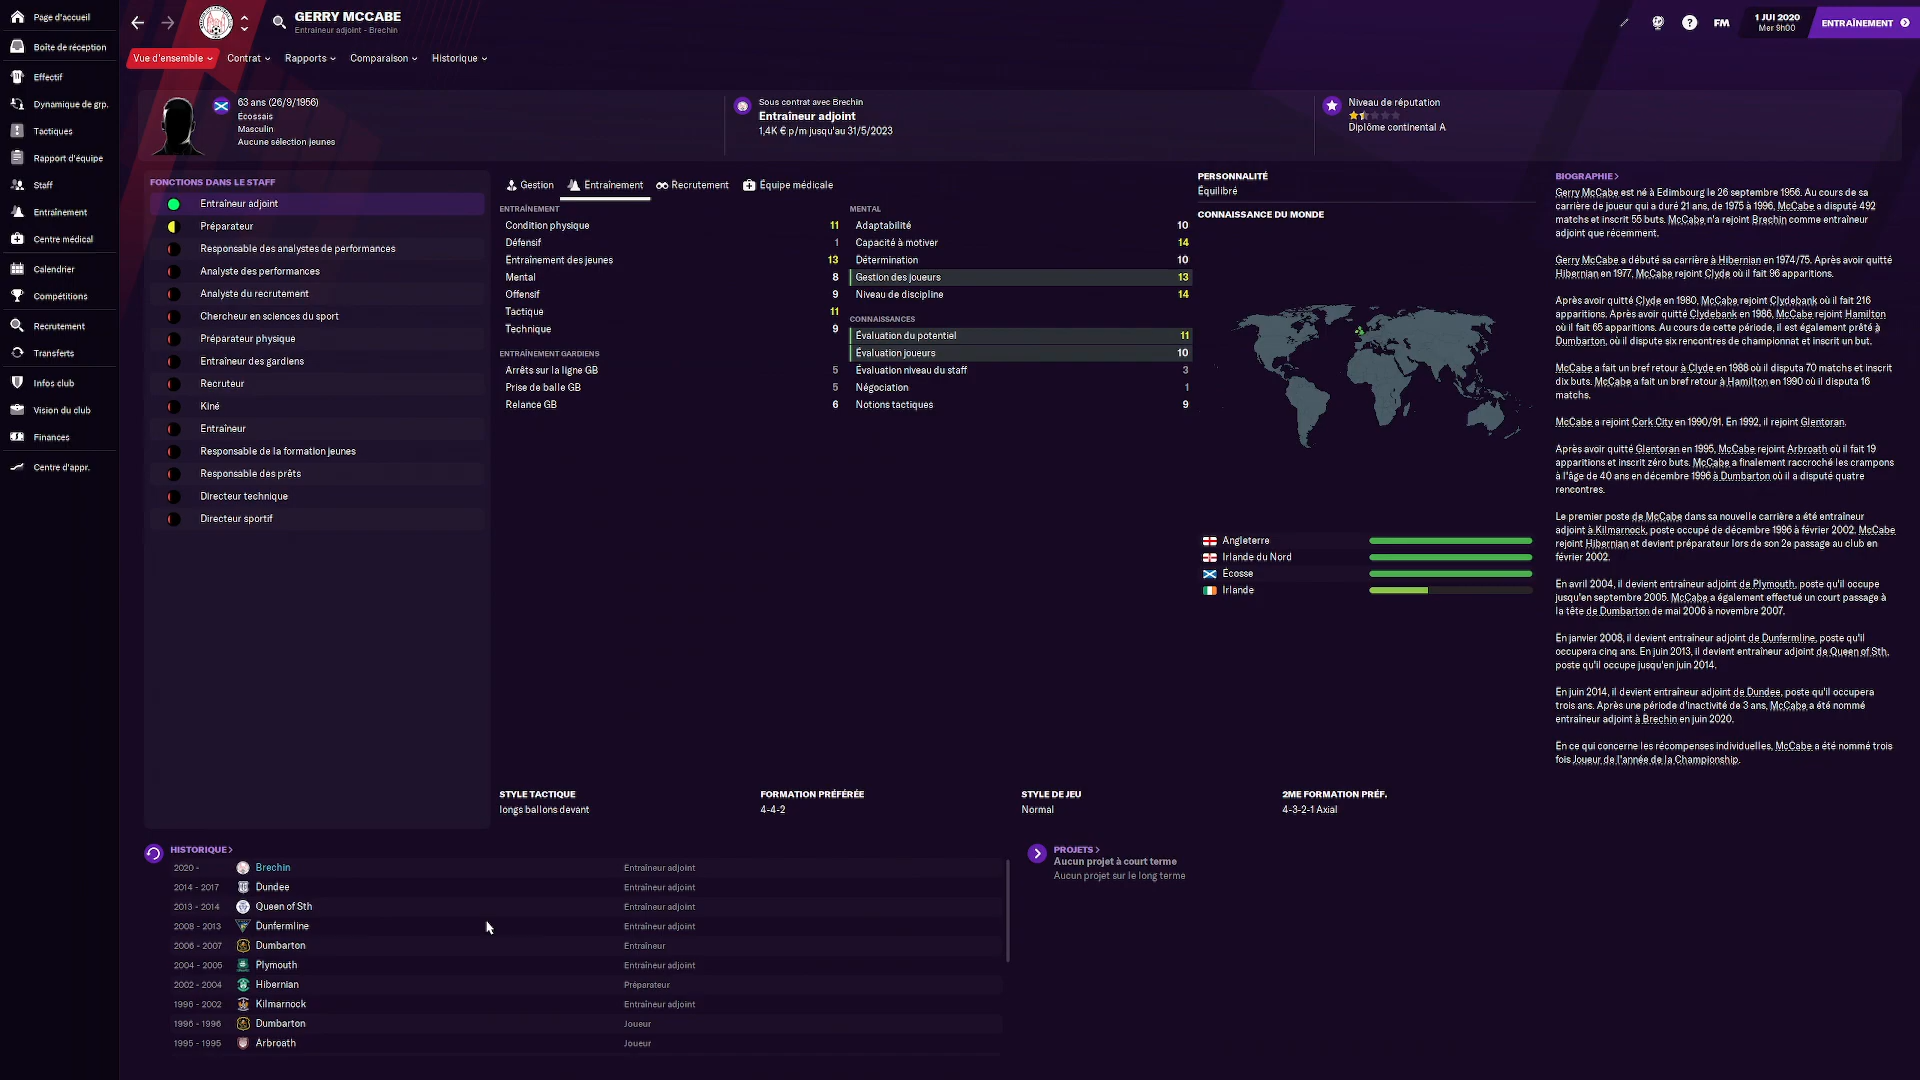 Page d'accueil
Boîte de réception
Effectif
Dynamique de grp.
Tactiques
Rapport d'équipe
Staff
Entraînement
Centre médical
Calendrier
Compétitions
Recrutement
Transferts
Infos club
Vision du club
Finances
Centre d'appr.
GERRY MCCABE
Entraîneur adjoint - Brechin
FM
1 JUI 2020
Mer 9h00
ENTRAÎNEMENT
Vue d'ensemble
Contrat
Rapports
Comparaison
Historique
63 ans (26/9/1956)
Ecossais
Masculin
Aucune sélection jeunes
Sous contrat avec Brechin
Entraîneur adjoint
1,4K € p/m jusqu'au 31/5/2023
Niveau de réputation
Diplôme continental A
FONCTIONS DANS LE STAFF
Entraîneur adjoint
Préparateur
Responsable des analystes de performances
Analyste des performances
Analyste du recrutement
Chercheur en sciences du sport
Préparateur physique
Entraîneur des gardiens
Recruteur
Kiné
Entraîneur
Responsable de la formation jeunes
Responsable des prêts
Directeur technique
Directeur sportif
Gestion
Entraînement
Recrutement
Équipe médicale
ENTRAÎNEMENT
Condition physique 11
Défensif 1
Entraînement des jeunes 13
Mental 8
Offensif 9
Tactique 11
Technique 9
ENTRAÎNEMENT GARDIENS
Arrêts sur la ligne GB 5
Prise de balle GB 5
Relance GB 6
MENTAL
Adaptabilité 10
Capacité à motiver 14
Détermination 10
Gestion des joueurs 13
Niveau de discipline 14
CONNAISSANCES
Évaluation du potentiel 11
Évaluation joueurs 10
Évaluation niveau du staff 3
Négociation 1
Notions tactiques 9
PERSONNALITÉ
Équilibré
CONNAISSANCE DU MONDE
Angleterre
Irlande du Nord
Écosse
Irlande
BIOGRAPHIE >
Gerry McCabe est né à Edimbourg le 26 septembre 1956. Au cours de sa
carrière de joueur qui a duré 21 ans, de 1975 à 1996, McCabe a disputé 492
matchs et inscrit 55 buts. McCabe n'a rejoint Brechin comme entraîneur
adjoint que récemment.
Gerry McCabe a débuté sa carrière à Hibernian en 1974/75. Après avoir quitté
Hibernian en 1977, McCabe rejoint Clyde où il fait 96 apparitions.
Après avoir quitté Clyde en 1980, McCabe rejoint Clydebank où il fait 216
apparitions. Après avoir quitté Clydebank en 1986, McCabe rejoint Hamilton
où il fait 65 apparitions. Au cours de cette période, il est également prêté à
Dumbarton, où il dispute six rencontres de championnat et inscrit un but.
McCabe a fait un bref retour à Clyde en 1988 où il disputa 70 matchs et inscrit
dix buts. McCabe a fait un bref retour à Hamilton en 1990 où il disputa 16
matchs.
McCabe a rejoint Cork City en 1990/91. En 1992, il rejoint Glentoran.
Après avoir quitté Glentoran en 1995, McCabe rejoint Arbroath où il fait 19
apparitions et inscrit zéro buts. McCabe a finalement raccroché les crampons
à l'âge de 40 ans en décembre 1996 à Dumbarton où il a disputé quatre
rencontres.
Le premier poste de McCabe dans sa nouvelle carrière a été entraîneur
adjoint à Kilmarnock, poste occupé de décembre 1996 à février 2002. McCabe
rejoint Hibernian et devient préparateur lors de son 2e passage au club en
février 2002.
En avril 2004, il devient entraîneur adjoint de Plymouth, poste qu'il occupe
jusqu'en septembre 2005. McCabe a également effectué un court passage à
la tête de Dumbarton de mai 2006 à novembre 2007.
En janvier 2008, il devient entraîneur adjoint de Dunfermline, poste qu'il
occupera cinq ans. En juin 2013, il devient entraîneur adjoint de Queen of Sth,
poste qu'il occupe jusqu'en juin 2014.
En juin 2014, il devient entraîneur adjoint de Dundee, poste qu'il occupera
trois ans. Après une période d'inactivité de 3 ans, McCabe a été nommé
entraîneur adjoint à Brechin en juin 2020.
En ce qui concerne les récompenses individuelles, McCabe a été nommé trois
fois Joueur de l'année de la Championship.
STYLE TACTIQUE
longs ballons devant
FORMATION PRÉFÉRÉE
4-4-2
STYLE DE JEU
Normal
2ME FORMATION PRÉF.
4-3-2-1 Axial
HISTORIQUE >
2020 - Brechin Entraîneur adjoint
2014 - 2017 Dundee Entraîneur adjoint
2013 - 2014 Queen of Sth Entraîneur adjoint
2008 - 2013 Dunfermline Entraîneur adjoint
2006 - 2007 Dumbarton Entraîneur
2004 - 2005 Plymouth Entraîneur adjoint
2002 - 2004 Hibernian Préparateur
1996 - 2002 Kilmarnock Entraîneur adjoint
1996 - 1996 Dumbarton Joueur
1995 - 1995 Arbroath Joueur
PROJETS >
Aucun projet à court terme
Aucun projet sur le long terme